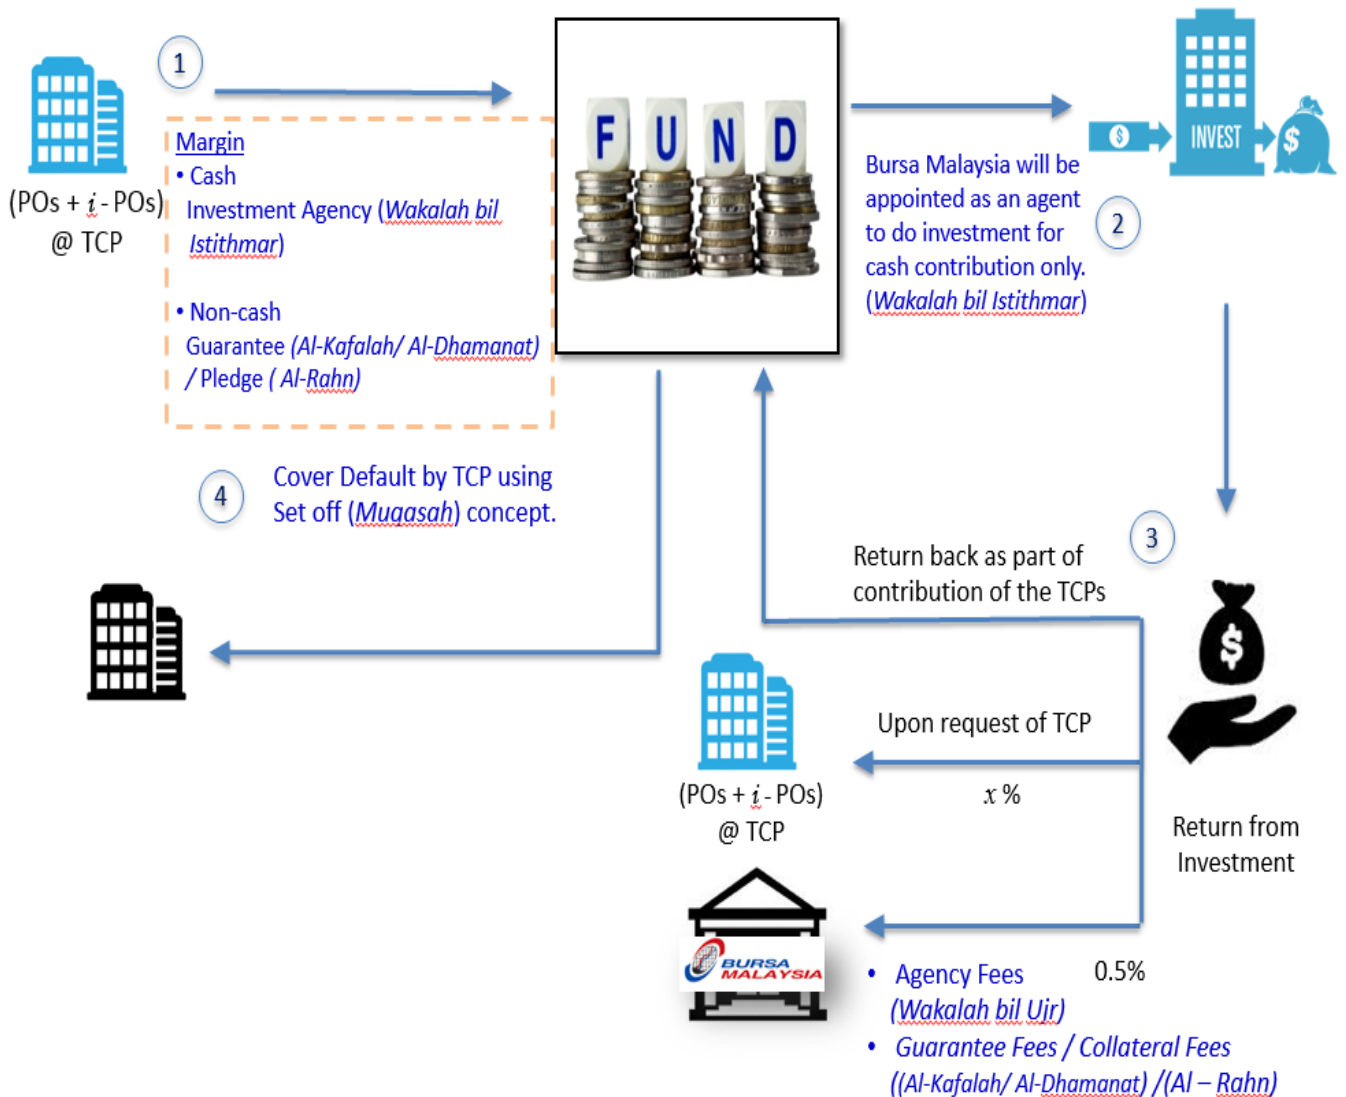 1
(POs + i - POs)
@ TCP
Margin
• Cash
Investment Agency (Wakalah bil
Istithmar)
• Non-cash
Guarantee (Al-Kafalah/ Al-Dhamanat)
/ Pledge ( Al-Rahn)
FUND
INVEST
$
$
Bursa Malaysia will be
appointed as an agent
to do investment for
cash contribution only.
(Wakalah bil Istithmar)
2
4
Cover Default by TCP using
Set off (Muqasah) concept.
3
Return back as part of
contribution of the TCPs
$
Upon request of TCP
x %
(POs + i - POs)
@ TCP
Return from
Investment
BURSA
MALAYSIA
0.5%
• Agency Fees
(Wakalah bil Ujr)
• Guarantee Fees / Collateral Fees
((Al-Kafalah/ Al-Dhamanat) /(Al – Rahn)